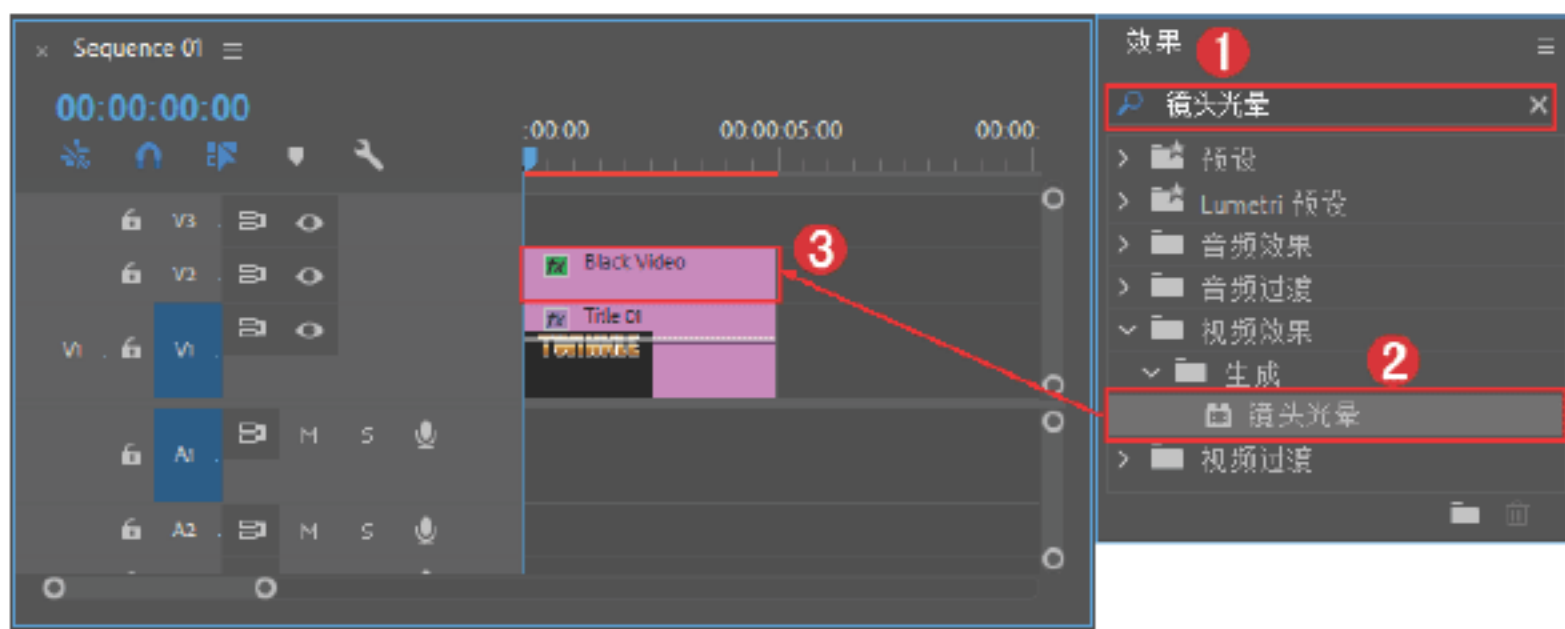 × Sequence 01 ☰
00:00:00:00
:00:00 00:00:05:00 00:00:
V3
fx Black Video
V2
fx Title 01
TWINKLE
V1 V1
A1 M S
A2 M S
3
效果 1
镜头光晕 ×
预设
Lumetri 预设
音频效果
音频过渡
视频效果
生成 2
镜头光晕
视频过渡